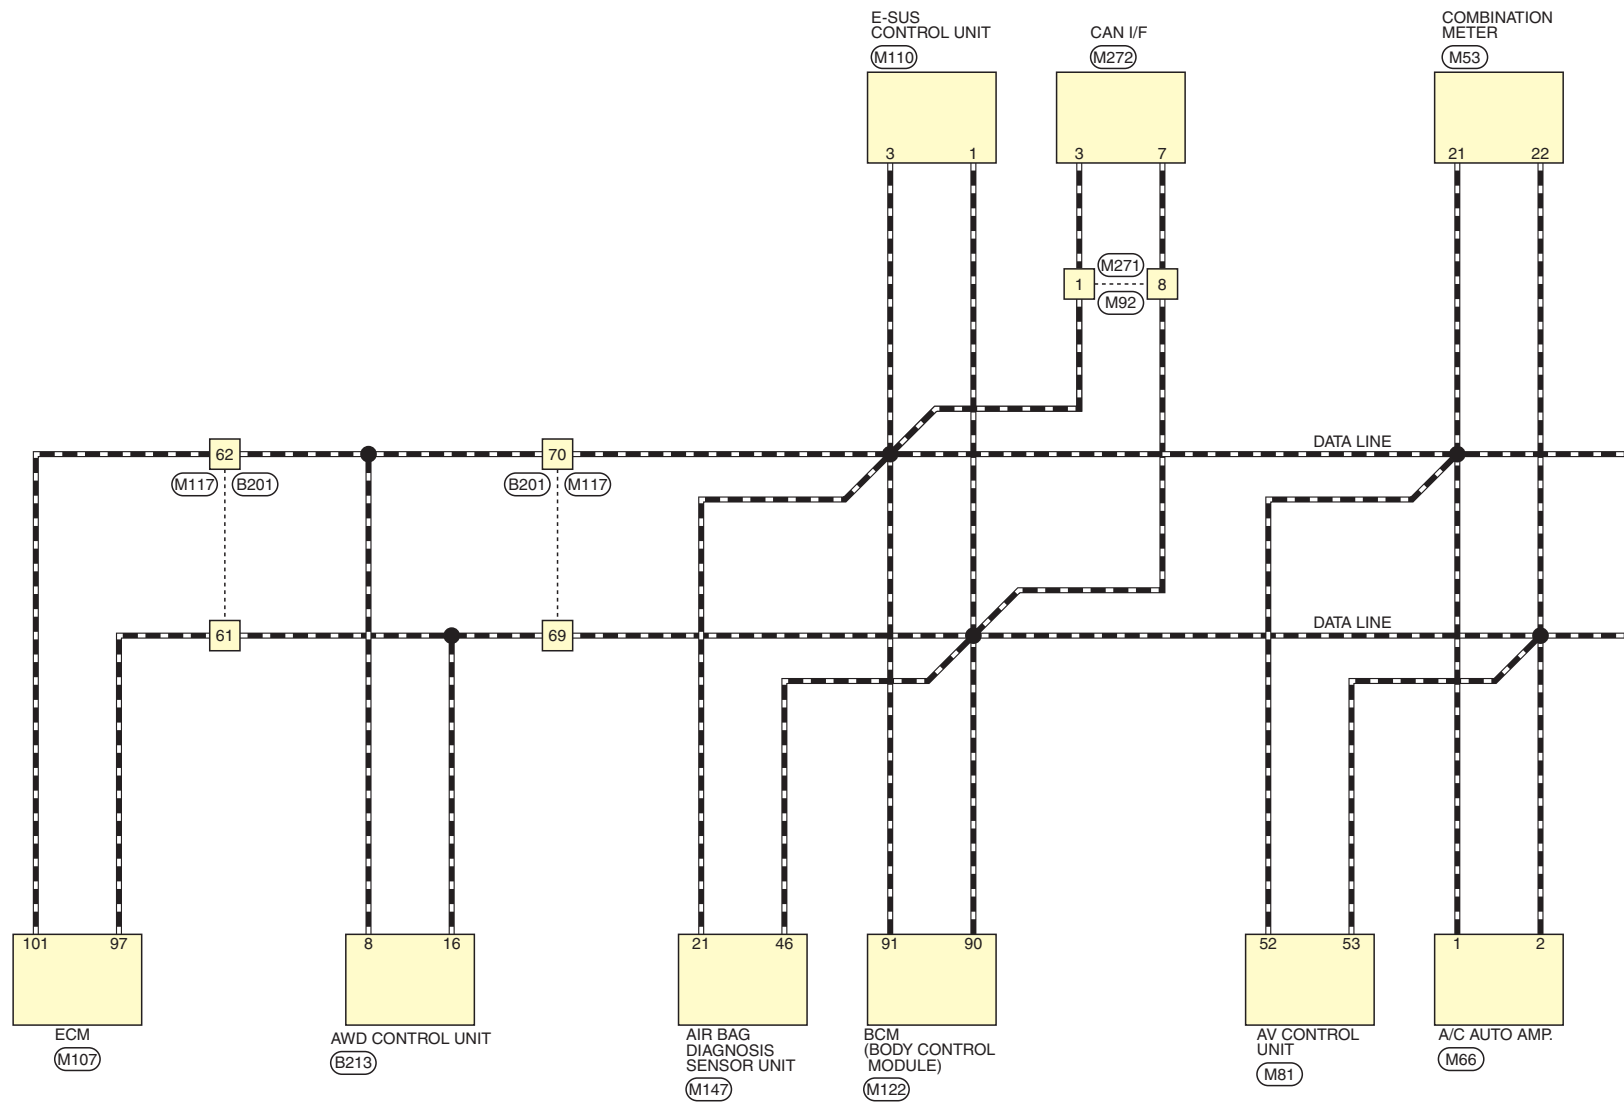 E-SUS
CONTROL UNIT
M110
CAN I/F
M272
COMBINATION
METER
M53
3
1
3
7
21
22
M271
1
8
M92
DATA LINE
62
70
M117
B201
B201
M117
DATA LINE
61
69
101
97
8
16
21
46
91
90
52
53
1
2
ECM
M107
AWD CONTROL UNIT
B213
AIR BAG
DIAGNOSIS
SENSOR UNIT
M147
BCM
(BODY CONTROL
MODULE)
M122
AV CONTROL
UNIT
M81
A/C AUTO AMP.
M66